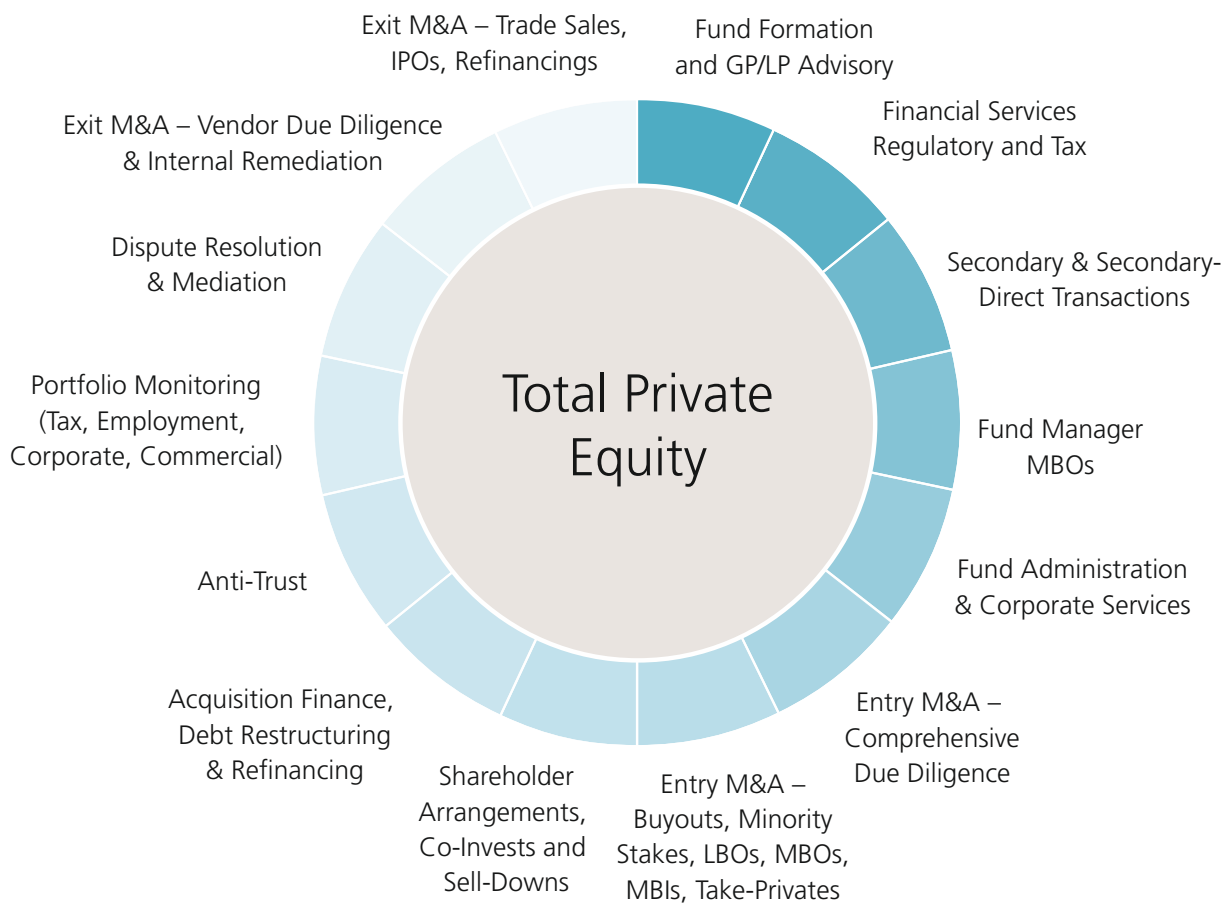 Exit M&A – Trade Sales,
IPOs, Refinancings
Fund Formation
and GP/LP Advisory
Financial Services
Regulatory and Tax
Secondary & Secondary-
Direct Transactions
Fund Manager
MBOs
Fund Administration
& Corporate Services
Entry M&A –
Comprehensive
Due Diligence
Entry M&A –
Buyouts, Minority
Stakes, LBOs, MBOs,
MBIs, Take-Privates
Shareholder
Arrangements,
Co-Invests and
Sell-Downs
Acquisition Finance,
Debt Restructuring
& Refinancing
Anti-Trust
Portfolio Monitoring
(Tax, Employment,
Corporate, Commercial)
Dispute Resolution
& Mediation
Exit M&A – Vendor Due Diligence
& Internal Remediation
Total Private
Equity